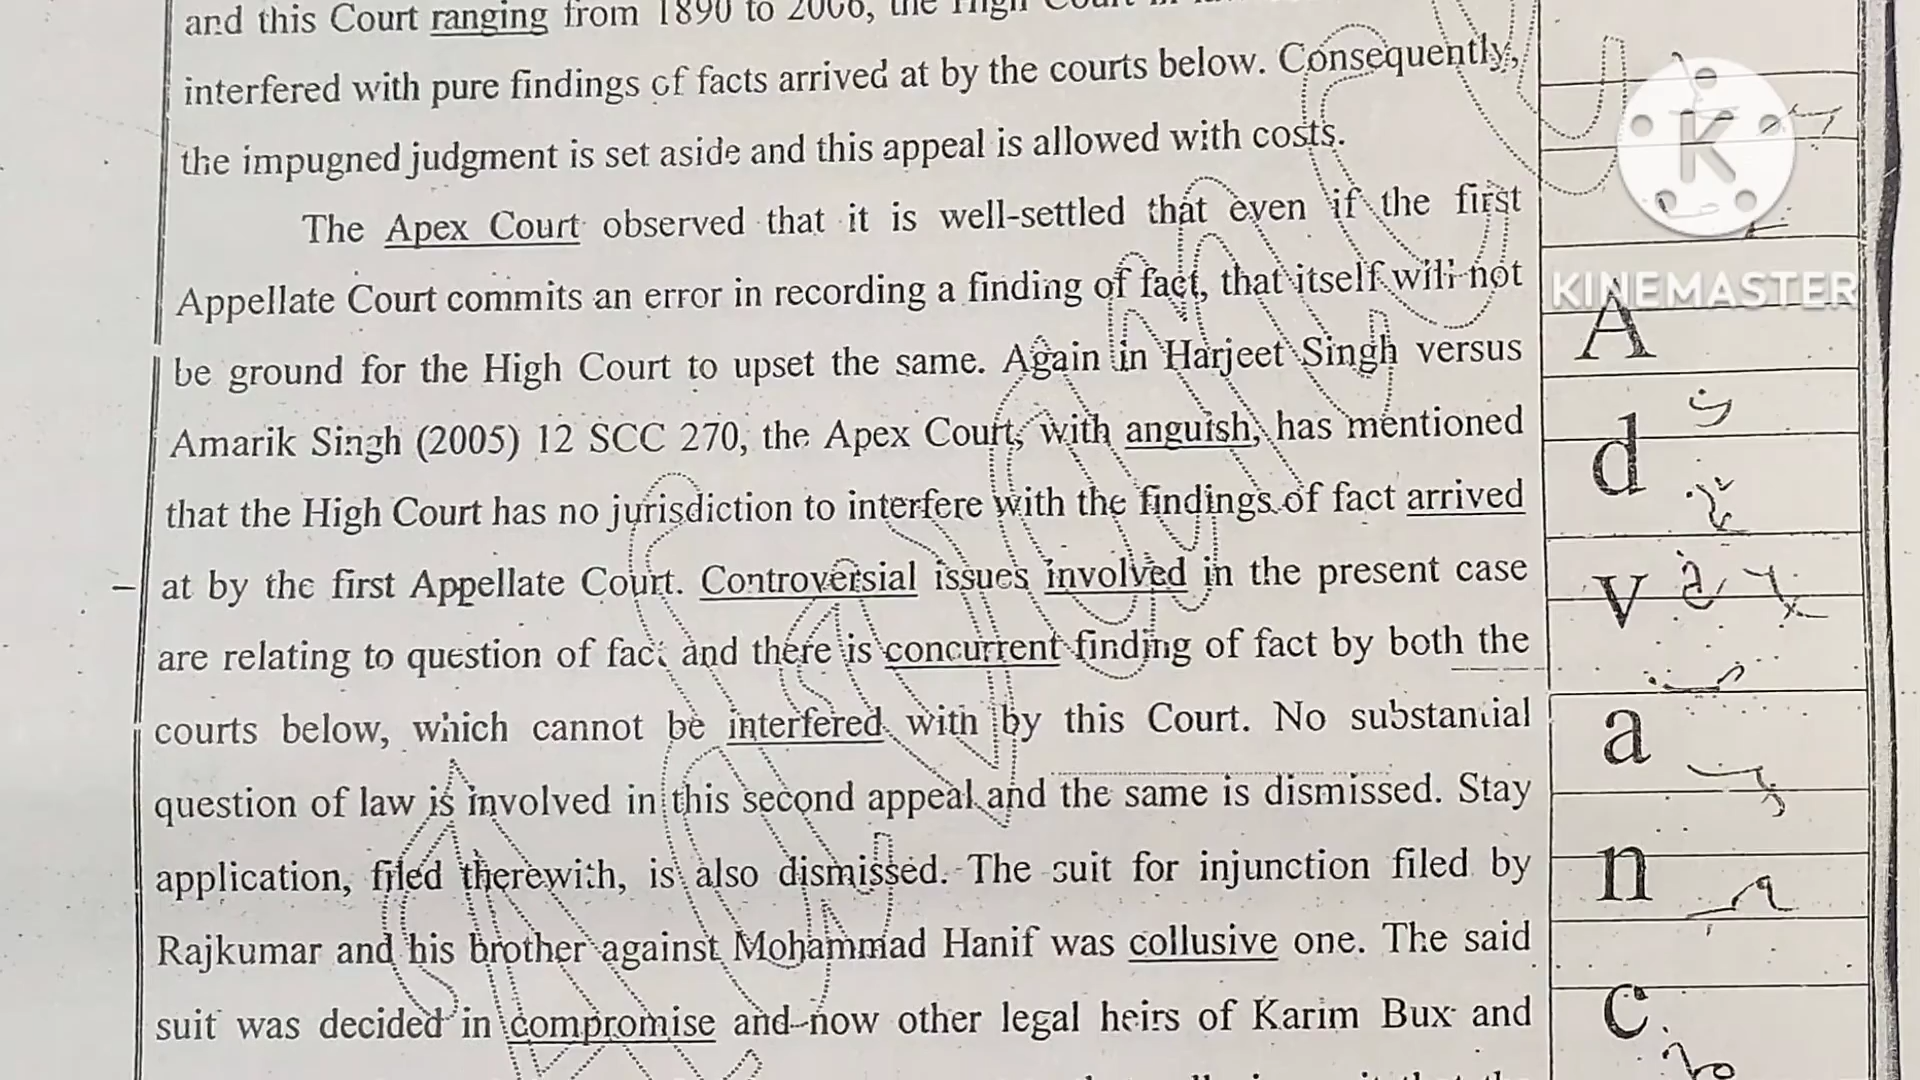 and this Court ranging from 1890 to 2006, the High Court in
interfered with pure findings of facts arrived at by the courts below. Consequently,
the impugned judgment is set aside and this appeal is allowed with costs.
The Apex Court observed that it is well-settled that even if the first
Appellate Court commits an error in recording a finding of fact, that itself will not
be ground for the High Court to upset the same. Again in Harjeet Singh versus
Amarik Singh (2005) 12 SCC 270, the Apex Court, with anguish, has mentioned
that the High Court has no jurisdiction to interfere with the findings of fact arrived
at by the first Appellate Court. Controversial issues involved in the present case
are relating to question of fact and there is concurrent finding of fact by both the
courts below, which cannot be interfered with by this Court. No substantial
question of law is involved in this second appeal and the same is dismissed. Stay
application, filed therewith, is also dismissed. The suit for injunction filed by
Rajkumar and his brother against Mohammad Hanif was collusive one. The said
suit was decided in compromise and now other legal heirs of Karim Bux and
K
KINEMASTER
A
d
v
a
n
c